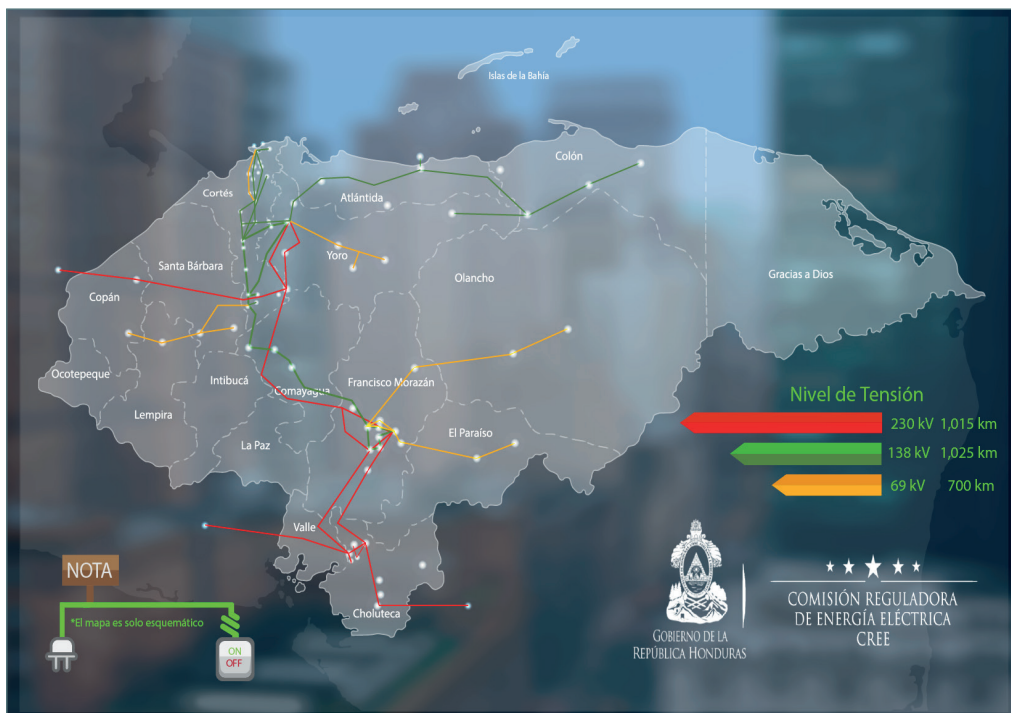 Islas de la Bahía
Colón
Cortés
Atlántida
Yoro
Santa Bárbara
Olancho
Gracias a Dios
Copán
Ocotepeque
Intibucá
Comayagua
Francisco Morazán
Lempira
El Paraíso
La Paz
Valle
Choluteca
Nivel de Tensión
230 kV 1,015 km
138 kV 1,025 km
69 kV 700 km
NOTA
*El mapa es solo esquemático
ON
OFF
GOBIERNO DE LA
REPÚBLICA HONDURAS
COMISIÓN REGULADORA
DE ENERGÍA ELÉCTRICA
CREE